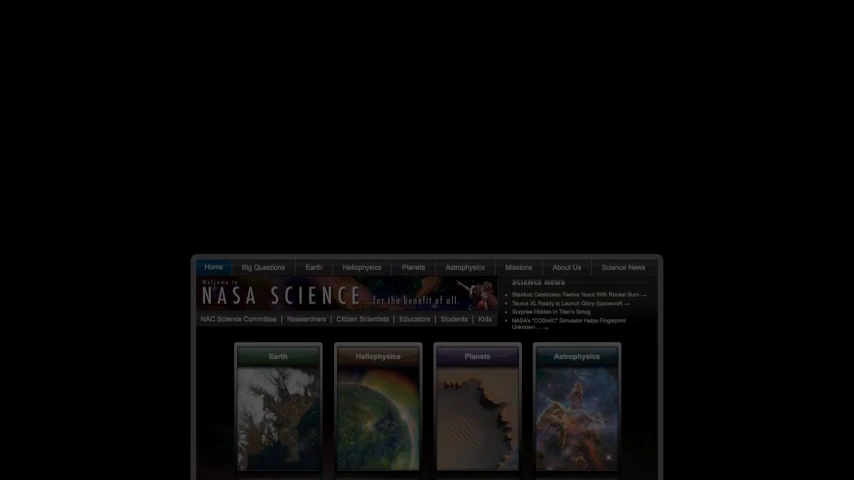 Home Big Questions Earth Heliophysics Planets Astrophysics Missions About Us Science News
Welcome to
NASA SCIENCE ...for the benefit of all.
NAC Science Committee | Researchers | Citizen Scientists | Educators | Students | Kids
SCIENCE NEWS
Stardust Celebrates Twelve Years With Rocket Burn
Taurus XL Ready to Launch Glory Spacecraft
Surprise Hidden in Titan's Smog
NASA's "COSmIC" Simulator Helps Fingerprint
Unknown ...
Earth
Heliophysics
Planets
Astrophysics